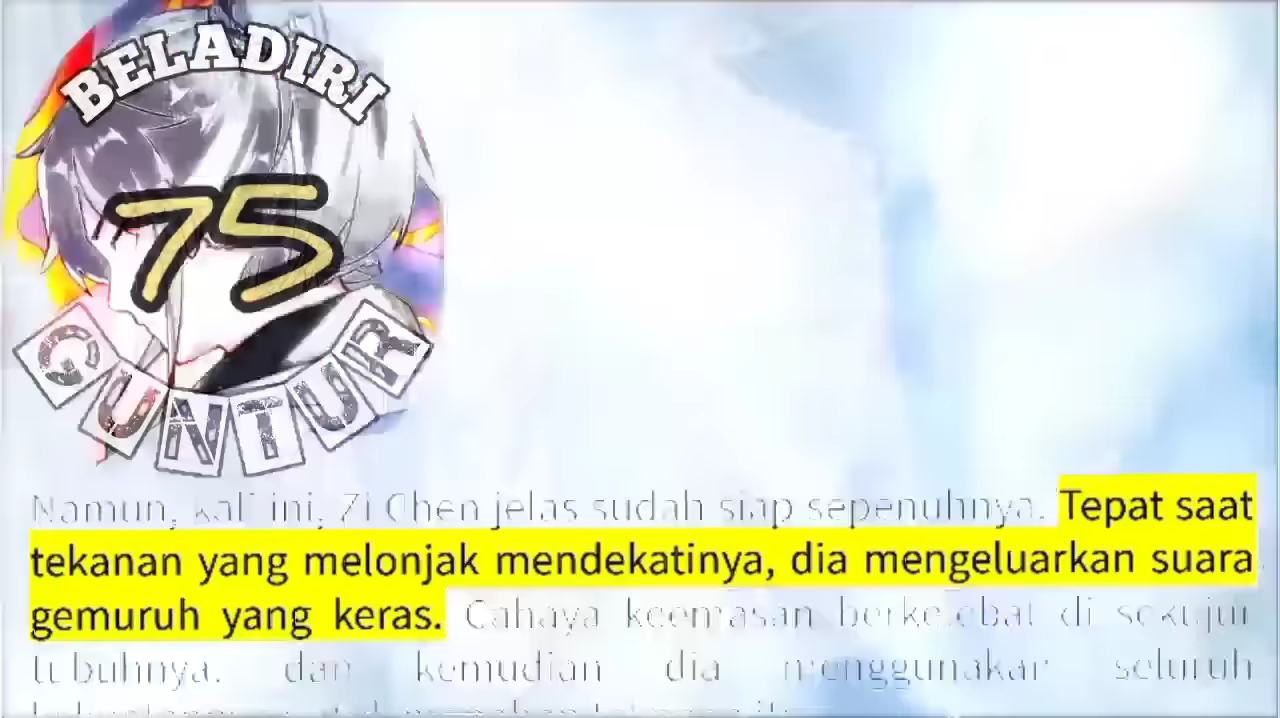 BELADIRI
75
GUNTUR
Namun, kali ini, Zi Chen jelas sudah siap sepenuhnya. Tepat saat
tekanan yang melonjak mendekatinya, dia mengeluarkan suara
gemuruh yang keras. Cahaya keemasan berkelebat di sekujur
tubuhnya. dan kemudian dia menggunakan seluruh